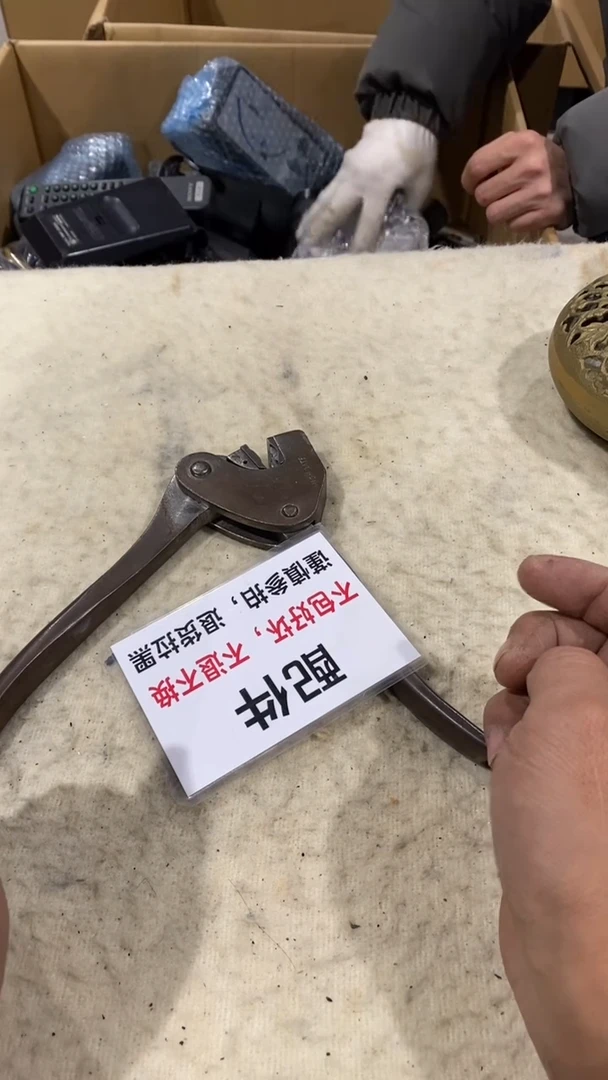 配件
不包好坏，不退不换
谨慎参拍，退货拉黑